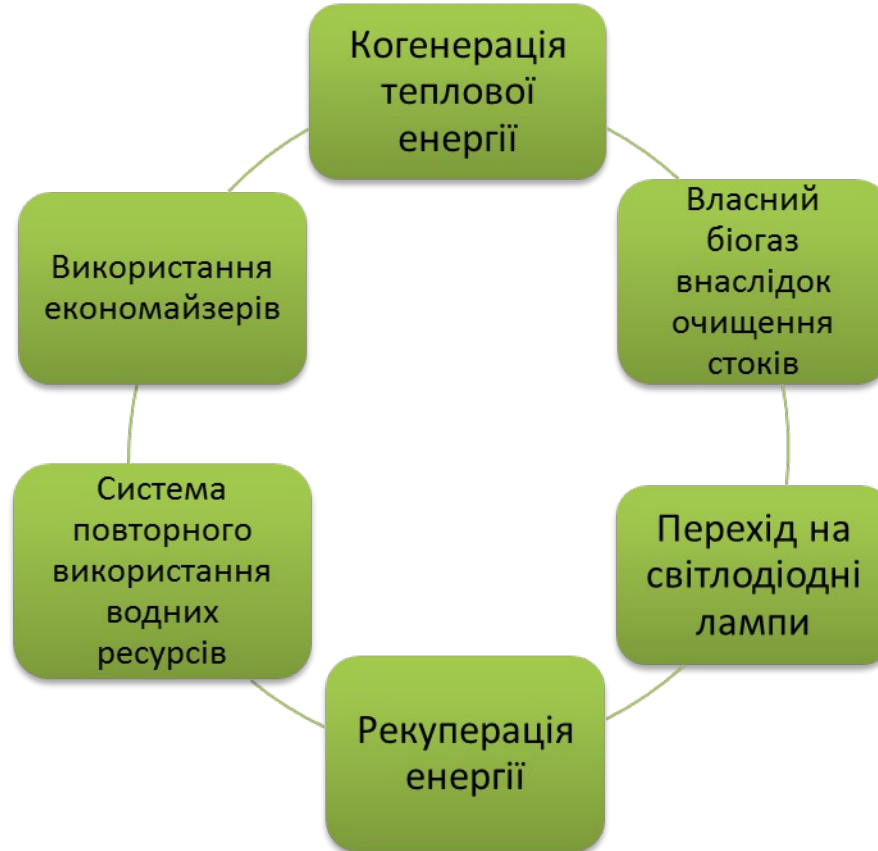 Когенерація
теплової
енергії
Власний
біогаз
внаслідок
очищення
стоків
Перехід на
світлодіодні
лампи
Рекуперація
енергії
Система
повторного
використання
водних
ресурсів
Використання
економайзерів